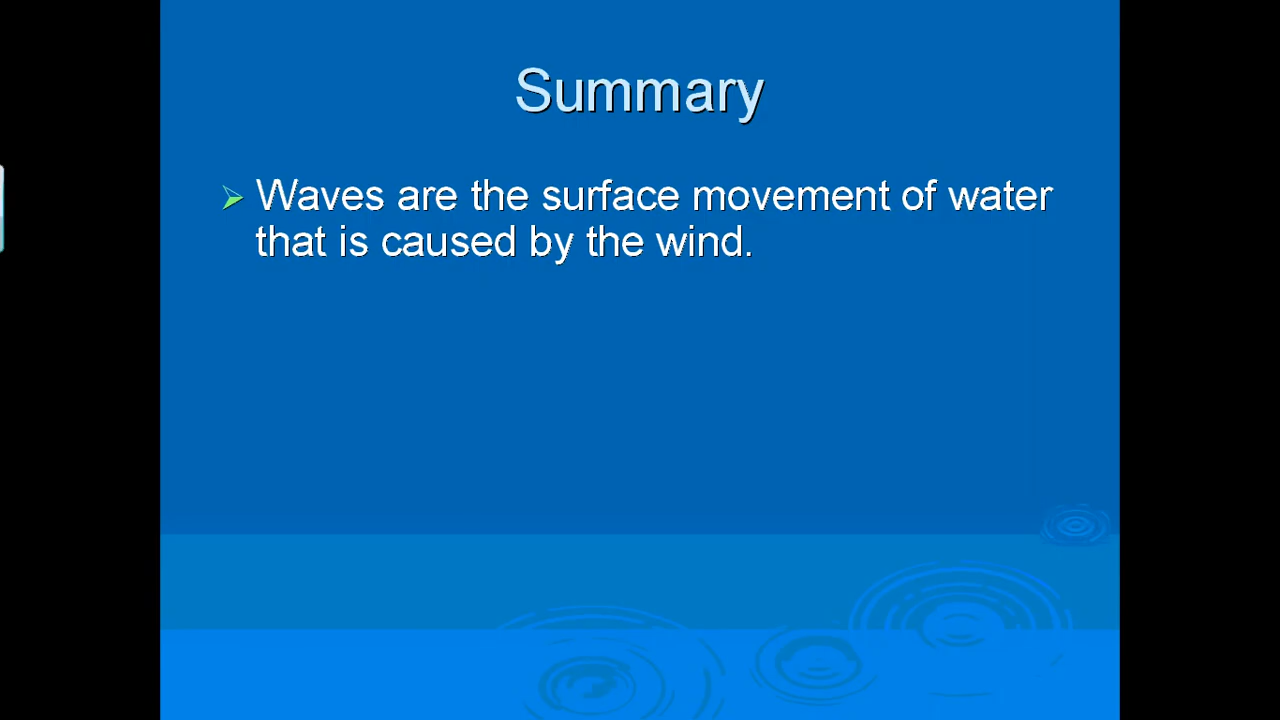 Summary
Waves are the surface movement of water
that is caused by the wind.